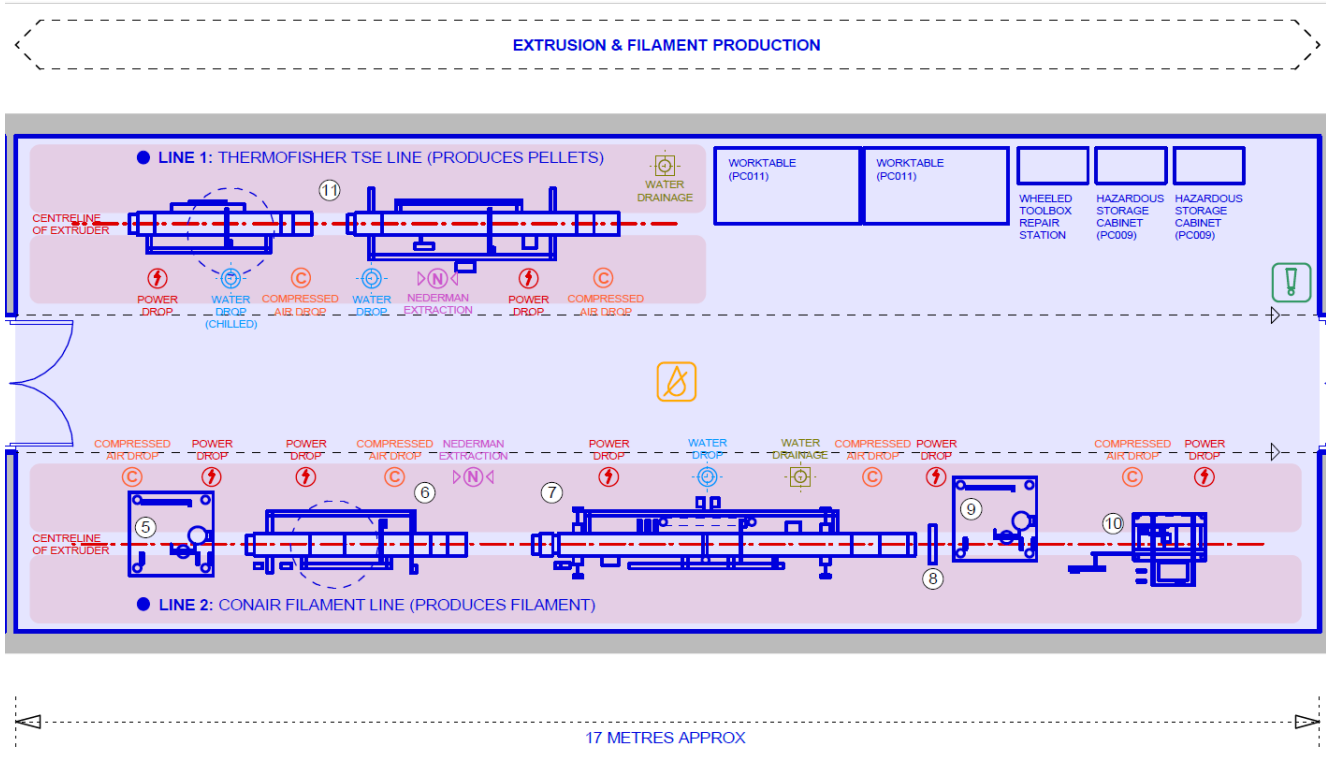 EXTRUSION & FILAMENT PRODUCTION
LINE 1: THERMOFISHER TSE LINE (PRODUCES PELLETS)
11
WATER
DRAINAGE
WORKTABLE
(PC011)
WORKTABLE
(PC011)
WHEELED
TOOLBOX
REPAIR
STATION
HAZARDOUS
STORAGE
CABINET
(PC009)
HAZARDOUS
STORAGE
CABINET
(PC009)
CENTRELINE
OF EXTRUDER
C
N
C
POWER
DROP
WATER
DROP
(CHILLED)
COMPRESSED
AIR DROP
WATER
DROP
NEDERMAN
EXTRACTION
POWER
DROP
COMPRESSED
AIR DROP
!
COMPRESSED
AIR DROP
C
POWER
DROP
POWER
DROP
COMPRESSED
AIR DROP
C
NEDERMAN
EXTRACTION
N
POWER
DROP
WATER
DROP
WATER
DRAINAGE
COMPRESSED
AIR DROP
C
POWER
DROP
COMPRESSED
AIR DROP
C
POWER
DROP
5
6
7
8
9
10
CENTRELINE
OF EXTRUDER
LINE 2: CONAIR FILAMENT LINE (PRODUCES FILAMENT)
17 METRES APPROX